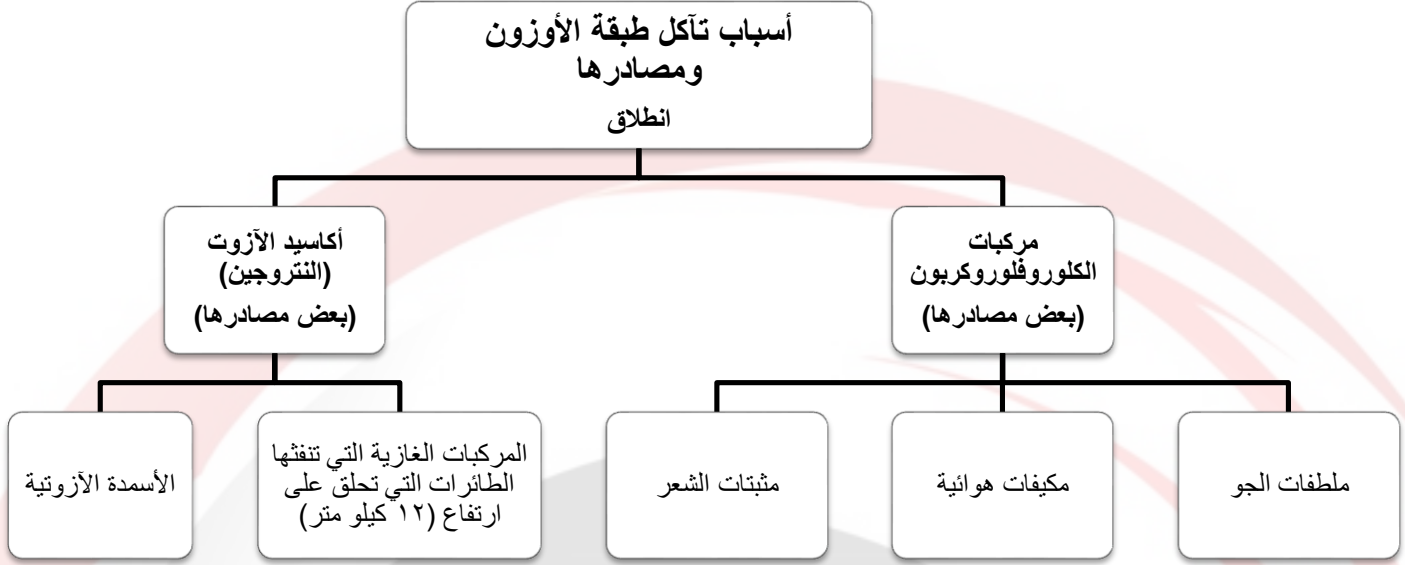 أسباب تآكل طبقة الأوزون
ومصادرها
انطلاق
مركبات
الكلوروفلوروكربون
(بعض مصادرها)
أكاسيد الآزوت
(النتروجين)
(بعض مصادرها)
ملطفات الجو
مكيفات هوائية
مثبتات الشعر
المركبات الغازية التي تنفثها
الطائرات التي تحلق على
ارتفاع (١٢ كيلو متر)
الأسمدة الآزوتية